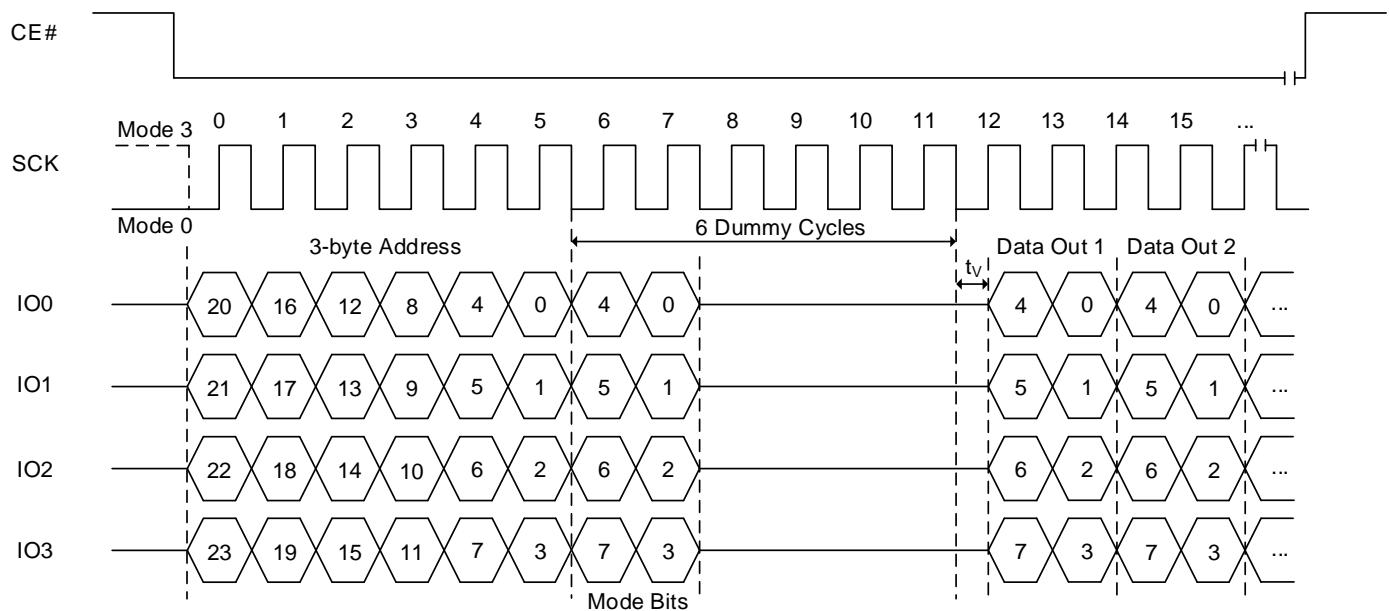 CE#
Mode 3
0 1 2 3 4 5 6 7 8 9 10 11 12 13 14 15 ...
SCK
Mode 0
6 Dummy Cycles
3-byte Address
Data Out 1
Data Out 2
tV
IO0 20 16 12 8 4 0 4 0 4 0 4 0 ...
IO1 21 17 13 9 5 1 5 1 5 1 5 1 ...
IO2 22 18 14 10 6 2 6 2 6 2 6 2 ...
IO3 23 19 15 11 7 3 7 3 7 3 7 3 ...
Mode Bits